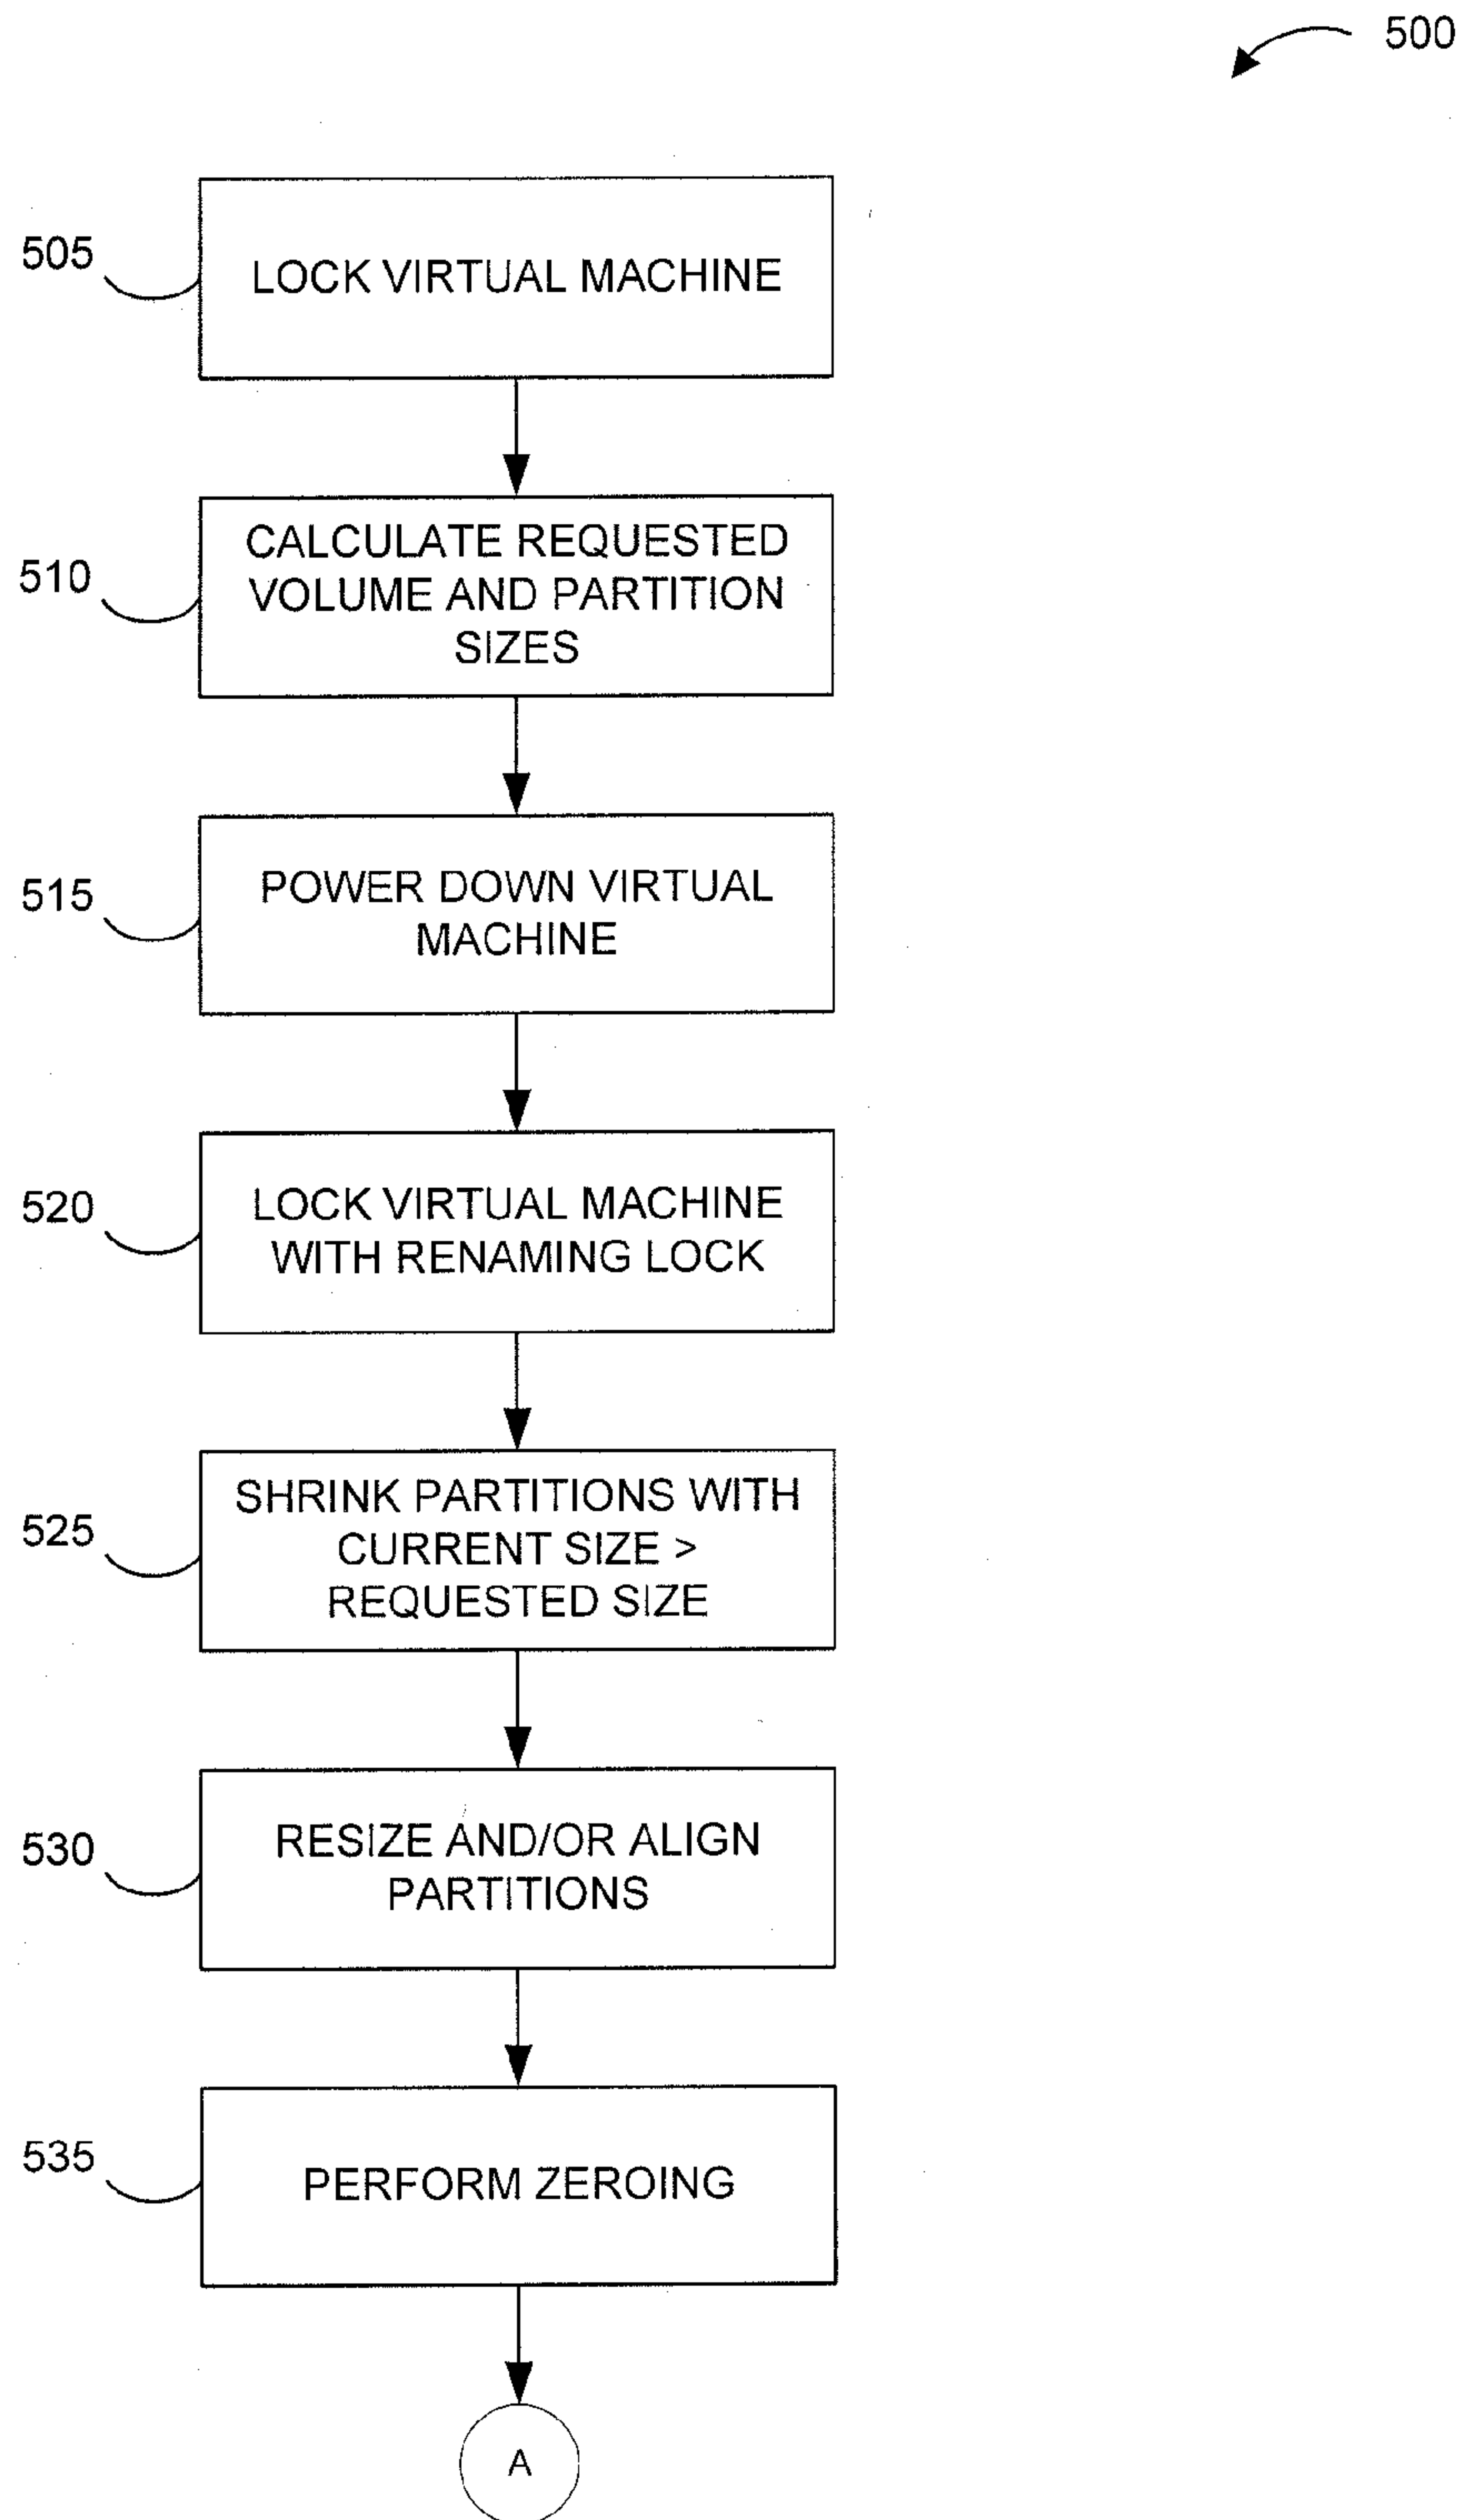 500
505
LOCK VIRTUAL MACHINE
510
CALCULATE REQUESTED
VOLUME AND PARTITION
SIZES
515
POWER DOWN VIRTUAL
MACHINE
520
LOCK VIRTUAL MACHINE
WITH RENAMING LOCK
525
SHRINK PARTITIONS WITH
CURRENT SIZE >
REQUESTED SIZE
530
RESIZE AND/OR ALIGN
PARTITIONS
535
PERFORM ZEROING
A